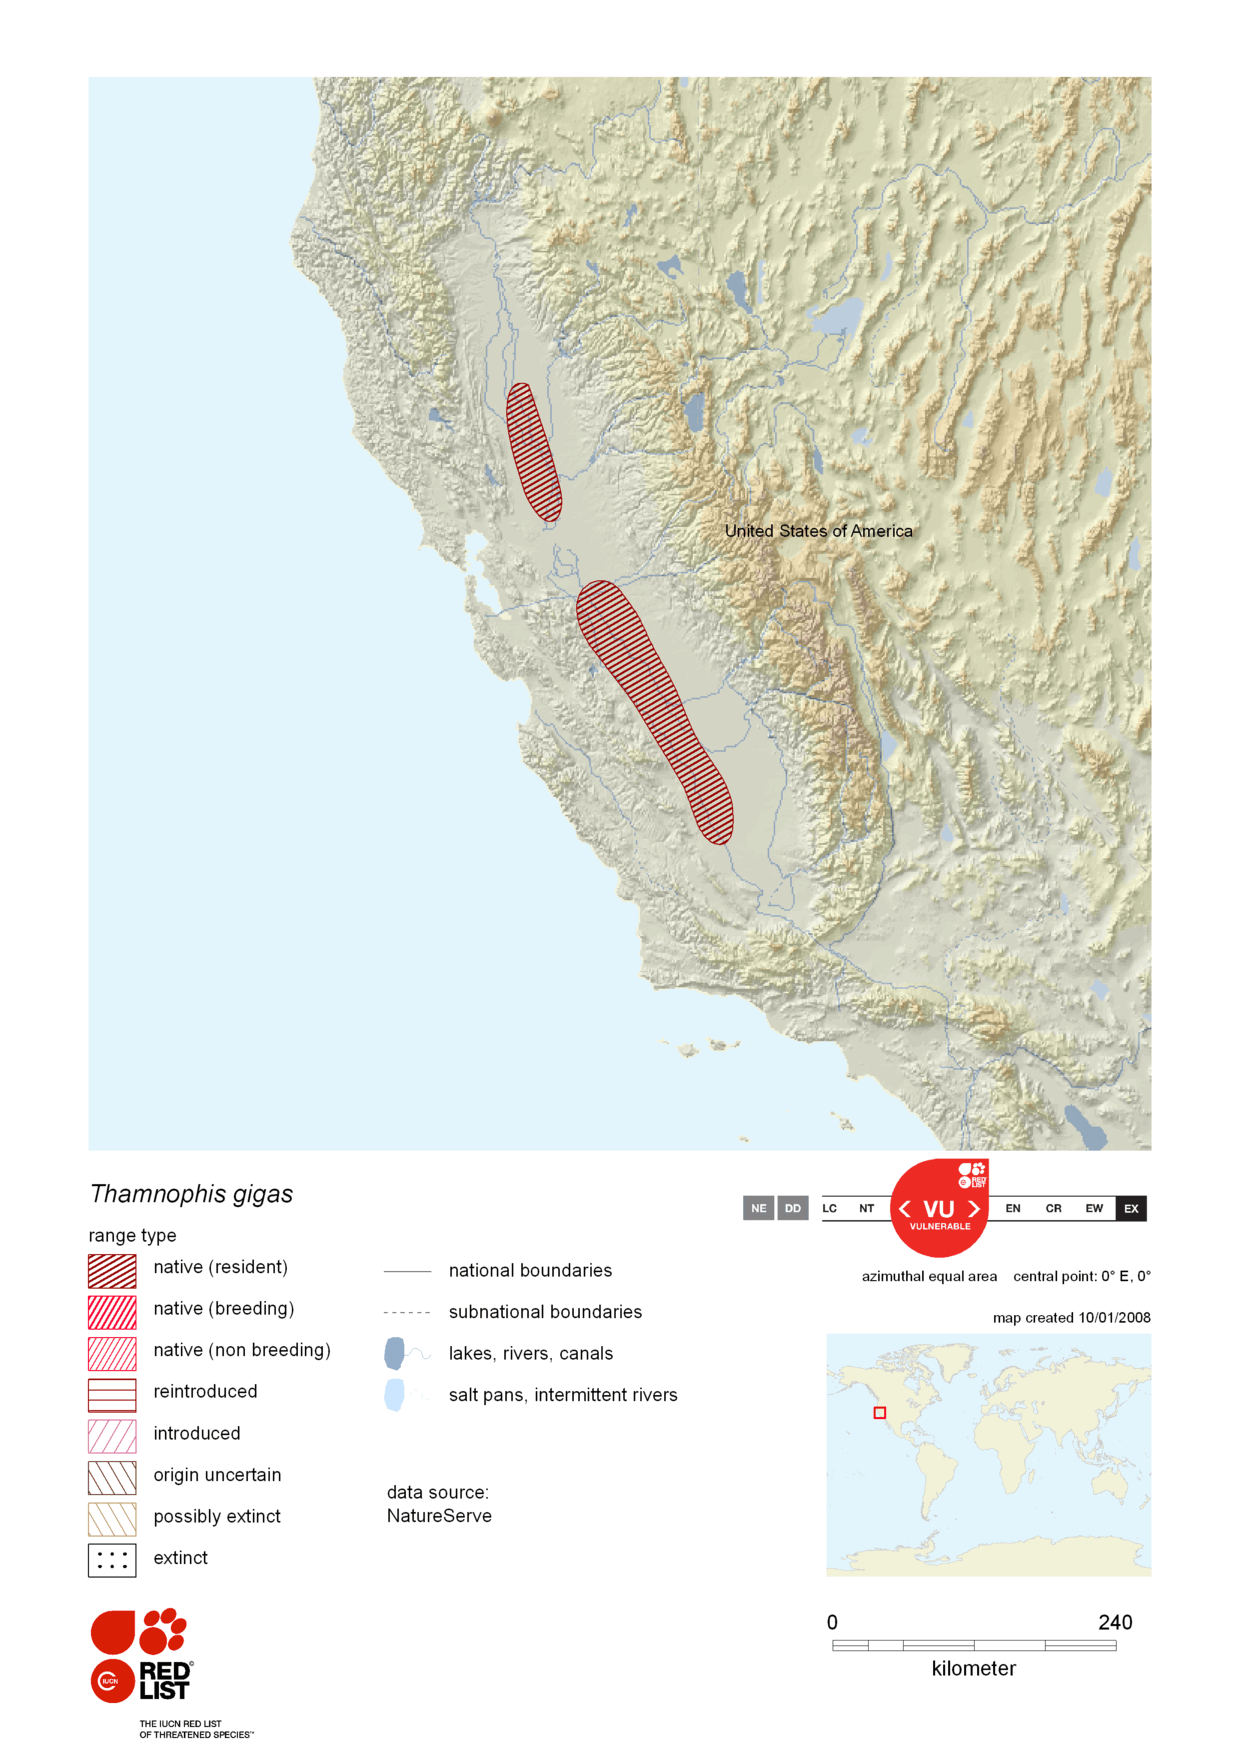 United States of America
Thamnophis gigas
range type
native (resident)
native (breeding)
native (non breeding)
reintroduced
introduced
origin uncertain
possibly extinct
extinct
national boundaries
subnational boundaries
lakes, rivers, canals
salt pans, intermittent rivers
data source:
NatureServe
NE DD LC NT < VU > EN CR EW EX
VULNERABLE
RED
LIST
azimuthal equal area central point: 0° E, 0°
map created 10/01/2008
0 240
kilometer
IUCN
RED©
LIST
THE IUCN RED LIST
OF THREATENED SPECIES™